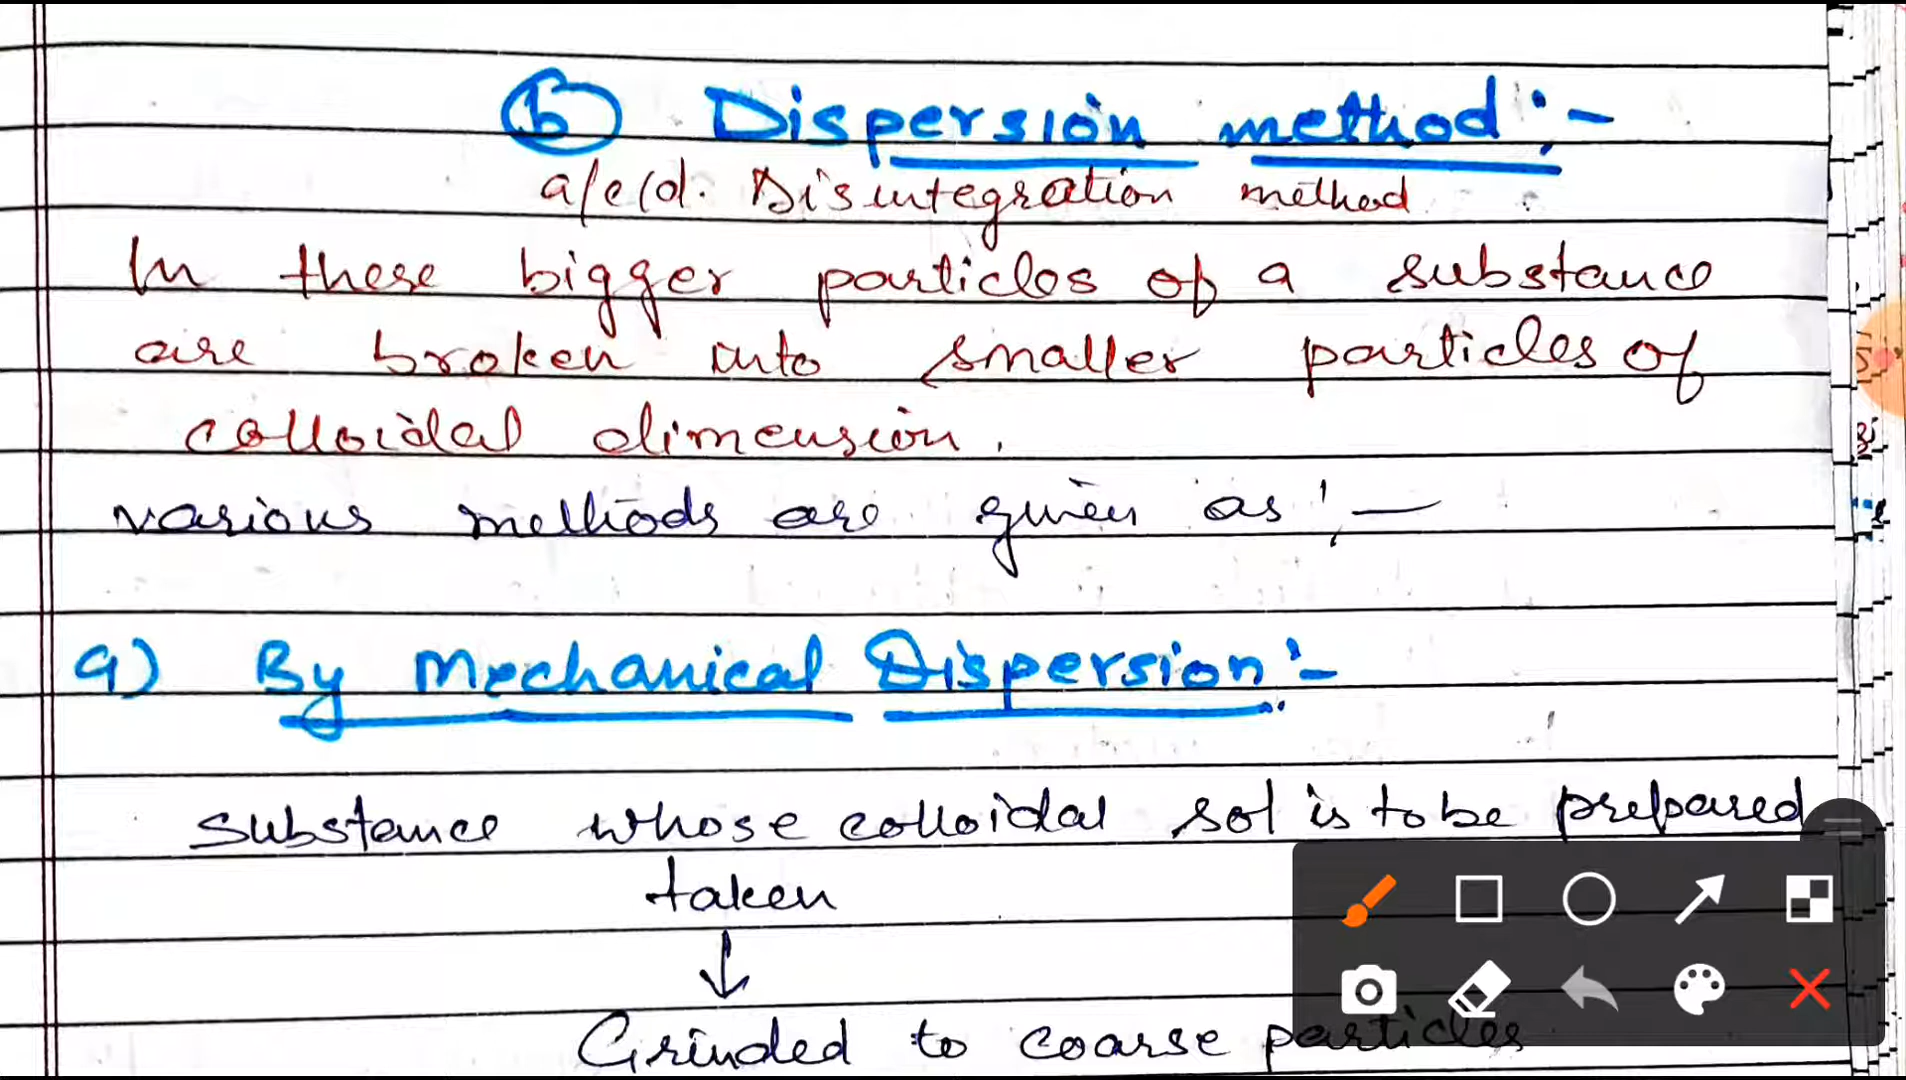 (b) Dispersion method :-
a/c/d. Disintegration method
In these bigger particles of a substance
are broken into smaller particles of
colloidal dimension.
various methods are given as :-
a) By Mechanical Dispersion :-
substance whose colloidal sol is to be prepared
taken
↓
Grinded to coarse particles